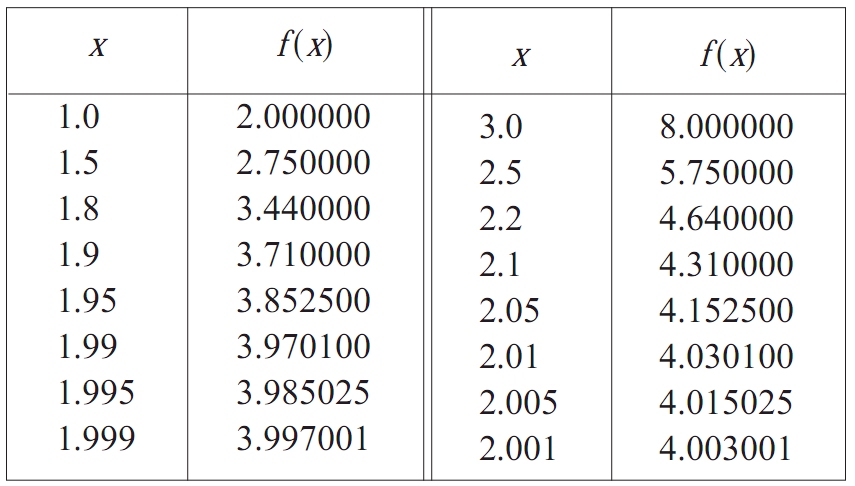 x f(x) x f(x)
1.0 2.000000 3.0 8.000000
1.5 2.750000 2.5 5.750000
1.8 3.440000 2.2 4.640000
1.9 3.710000 2.1 4.310000
1.95 3.852500 2.05 4.152500
1.99 3.970100 2.01 4.030100
1.995 3.985025 2.005 4.015025
1.999 3.997001 2.001 4.003001